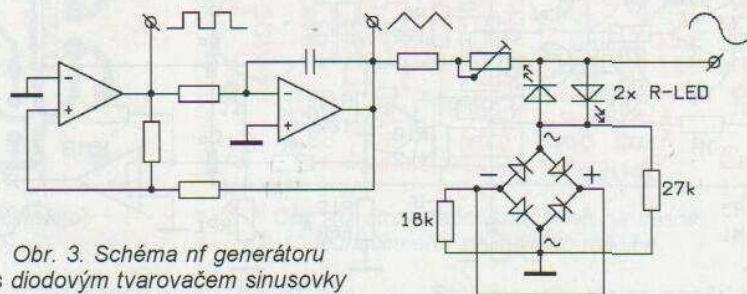 2x R-LED
18k
27k
Obr. 3. Schéma nf generátoru
s diodovým tvarovačem sinusovky